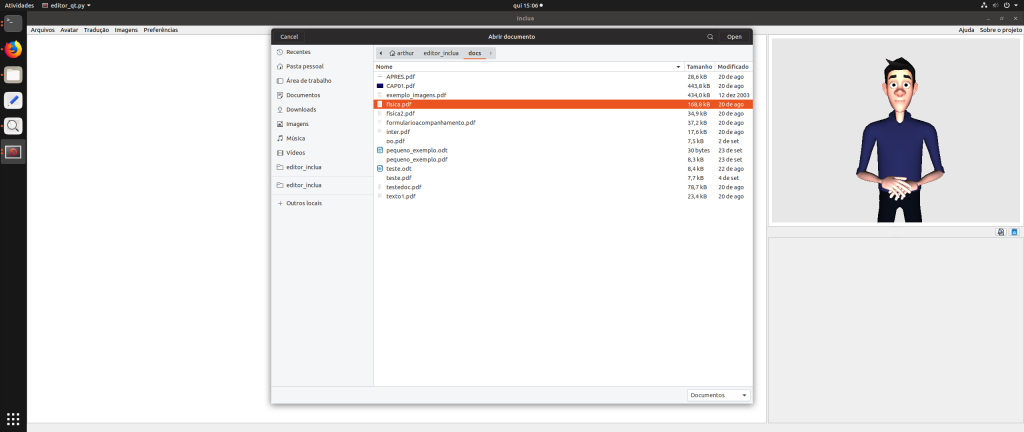 Atividades editor_qt.py qui 15:06
Inclua
Arquivos Avatar Tradução Imagens Preferências Ajuda Sobre o projeto
Cancel Abrir documento Open
Recentes
Pasta pessoal
Área de trabalho
Documentos
Downloads
Imagens
Música
Vídeos
editor_inclua
editor_inclua
Outros locais
arthur editor_inclua docs
Nome Tamanho Modificado
APRES.pdf 28,6 kB 20 de ago
CAP01.pdf 443,8 kB 20 de ago
exemplo_imagens.pdf 434,0 kB 12 dez 2003
fisica.pdf 168,8 kB 20 de ago
fisica2.pdf 34,9 kB 20 de ago
formularioacompanhamento.pdf 37,2 kB 20 de ago
inter.pdf 17,6 kB 20 de ago
oo.pdf 7,5 kB 2 de set
pequeno_exemplo.odt 30 bytes 23 de set
pequeno_exemplo.pdf 8,3 kB 23 de set
teste.odt 8,4 kB 22 de ago
teste.pdf 7,7 kB 4 de set
testedoc.pdf 78,7 kB 20 de ago
texto1.pdf 23,4 kB 20 de ago
Documentos